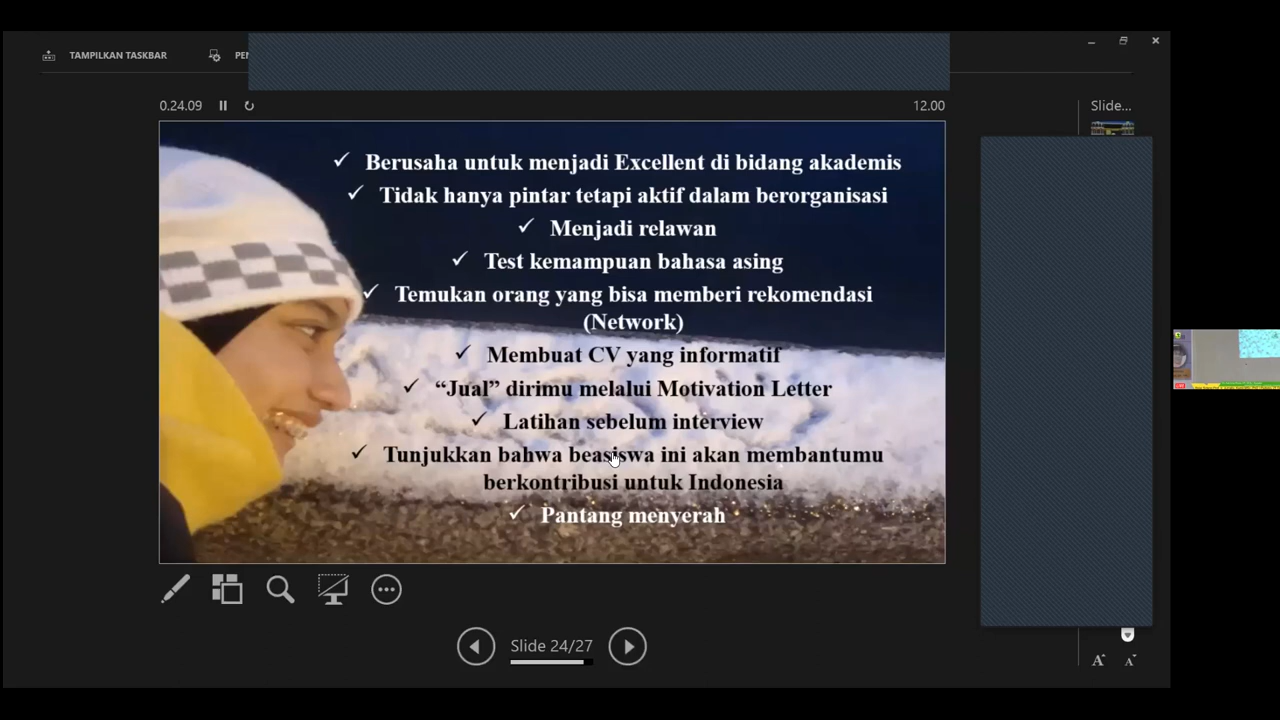 TAMPILKAN TASKBAR
0.24.09
12.00
Slide...
✓ Berusaha untuk menjadi Excellent di bidang akademis
✓ Tidak hanya pintar tetapi aktif dalam berorganisasi
✓ Menjadi relawan
✓ Test kemampuan bahasa asing
✓ Temukan orang yang bisa memberi rekomendasi
(Network)
✓ Membuat CV yang informatif
✓ “Jual” dirimu melalui Motivation Letter
✓ Latihan sebelum interview
✓ Tunjukkan bahwa beasiswa ini akan membantumu
berkontribusi untuk Indonesia
✓ Pantang menyerah
Slide 24/27
A A